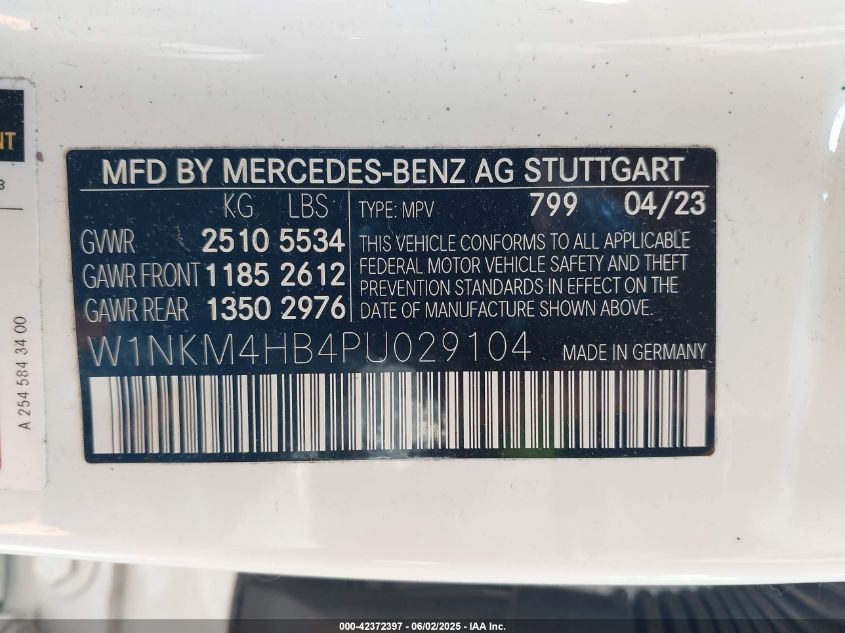 NT
3
A 254 584 34 00
MFD BY MERCEDES-BENZ AG STUTTGART
KG LBS
GVWR 2510 5534
GAWR FRONT 1185 2612
GAWR REAR 1350 2976
TYPE: MPV 799 04/23
THIS VEHICLE CONFORMS TO ALL APPLICABLE
FEDERAL MOTOR VEHICLE SAFETY AND THEFT
PREVENTION STANDARDS IN EFFECT ON THE
DATE OF MANUFACTURE SHOWN ABOVE.
W1NKM4HB4PU029104 MADE IN GERMANY
000-42372397 - 06/02/2025 - IAA Inc.